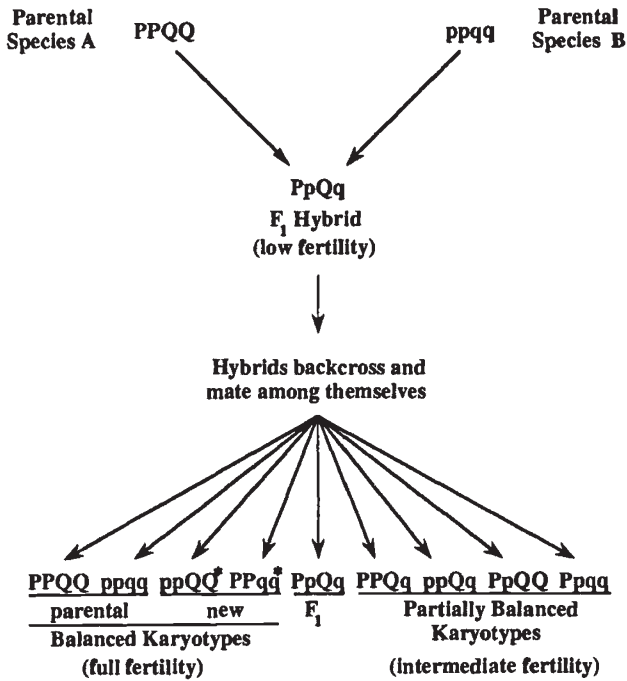 Parental
Species A
PPQQ
ppqq
Parental
Species B
PpQq
F1 Hybrid
(low fertility)
Hybrids backcross and
mate among themselves
PPQQ ppqq ppQQ* PPqq* PpQq PPQq ppQq PpQQ Ppqq
parental new F1 Partially Balanced
Karyotypes
Balanced Karyotypes
(full fertility) (intermediate fertility)